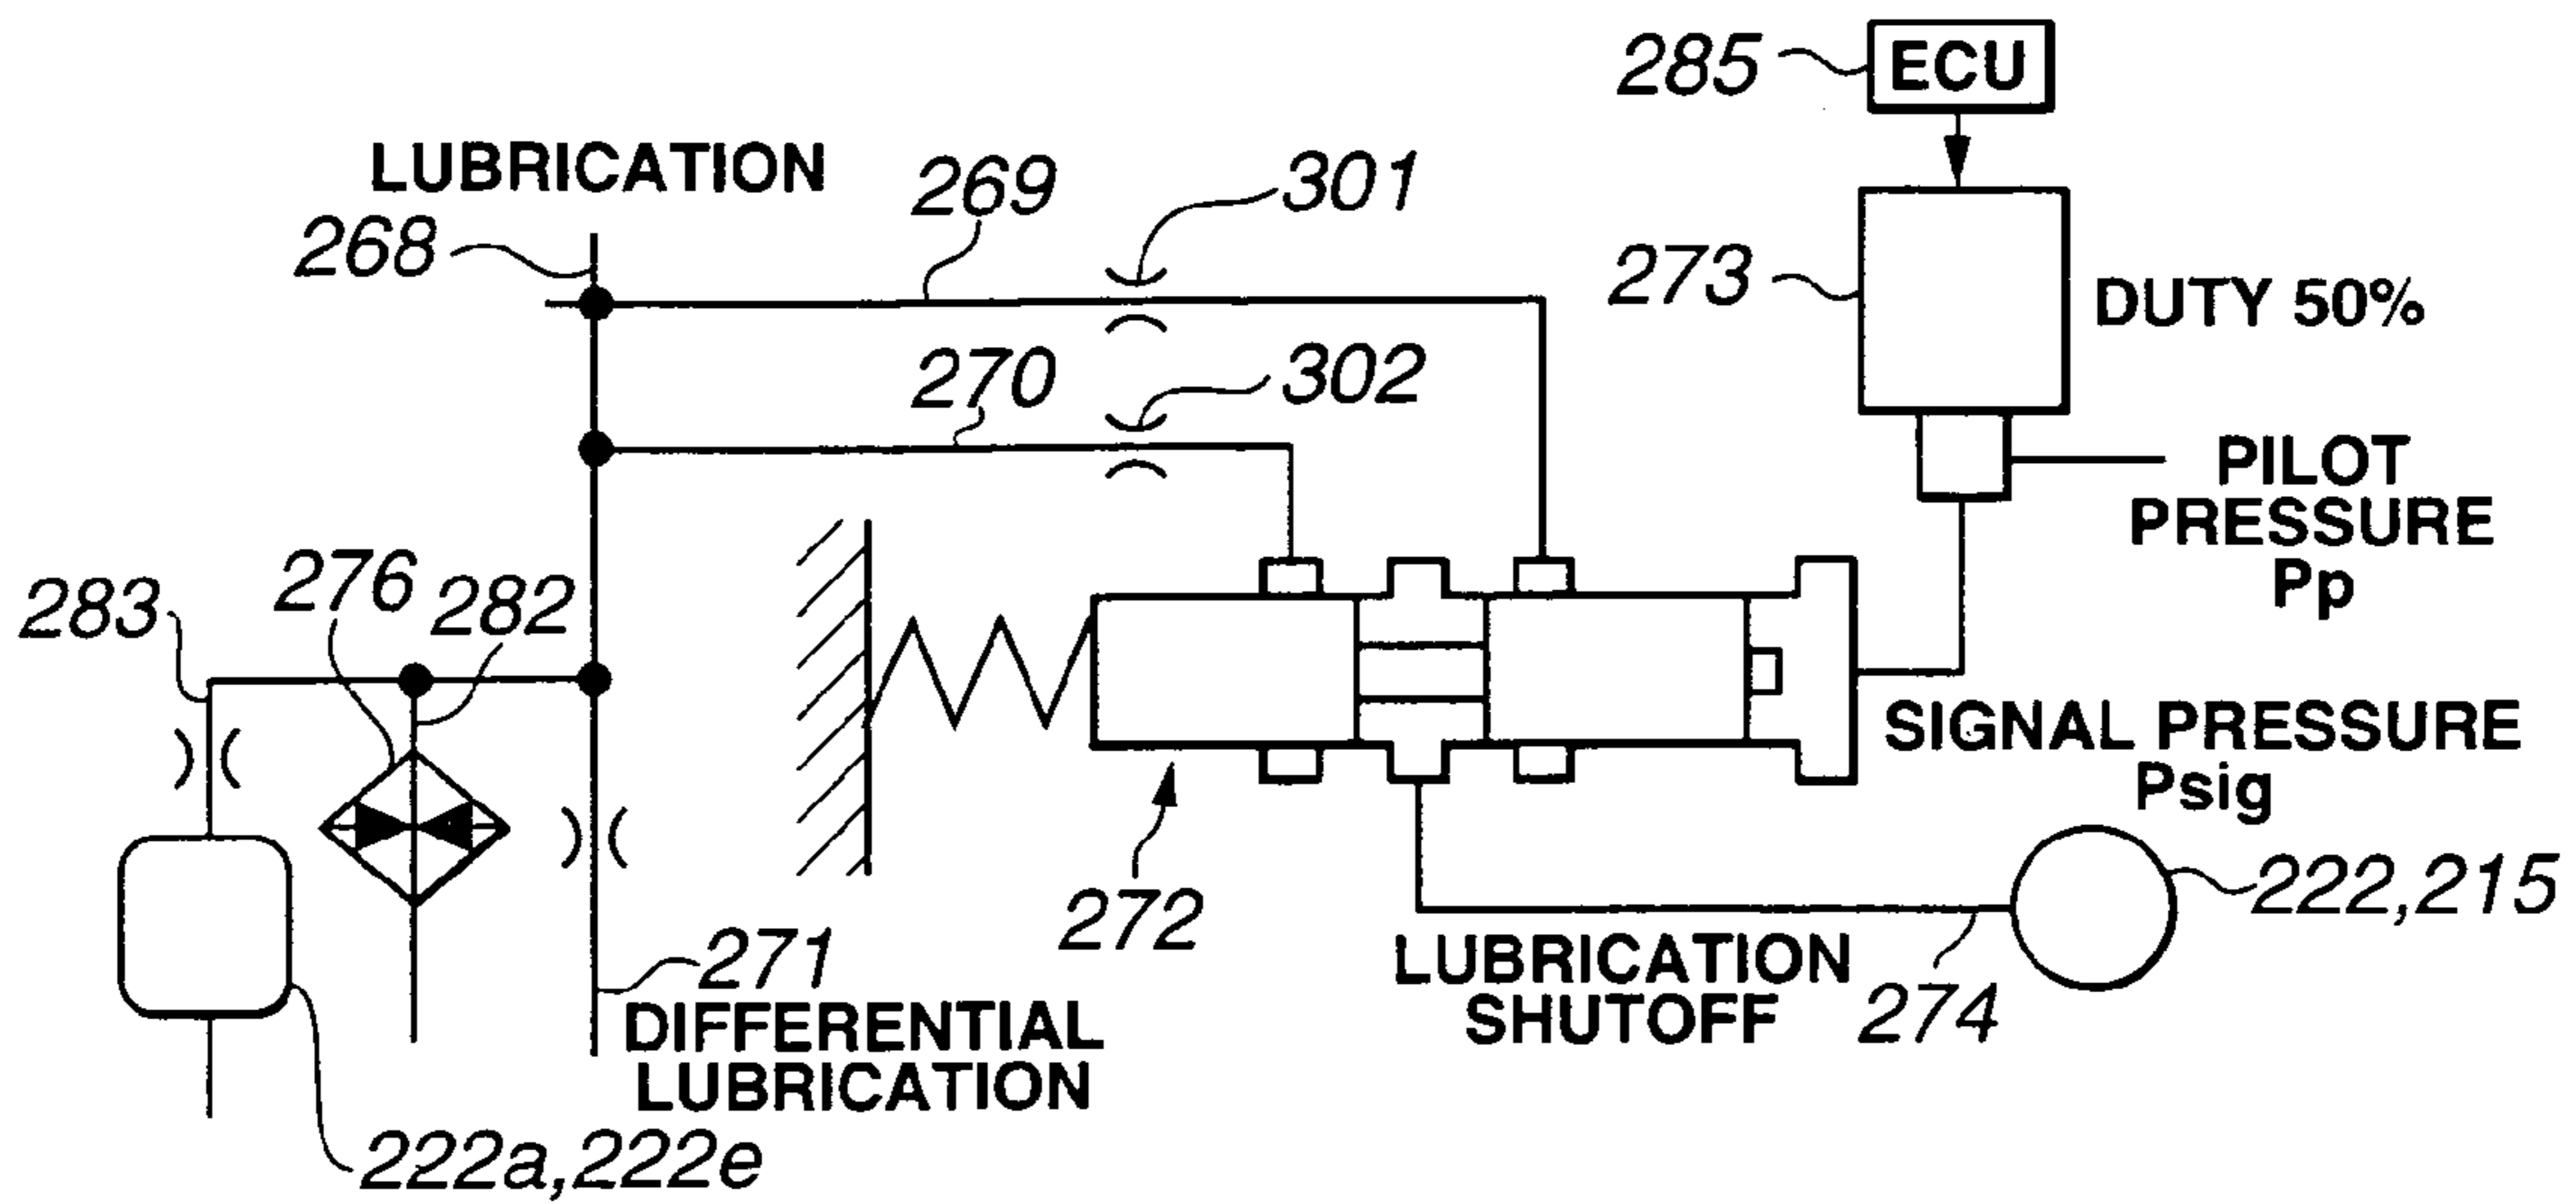 285
ECU
LUBRICATION
268
269
301
273
DUTY 50%
270
302
PILOT
PRESSURE
Pp
283
276
282
SIGNAL PRESSURE
Psig
272
222,215
271
DIFFERENTIAL
LUBRICATION
LUBRICATION
SHUTOFF
274
222a,222e